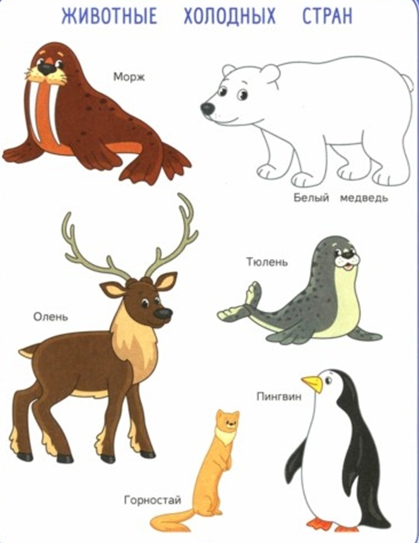 ЖИВОТНЫЕ ХОЛОДНЫХ СТРАН
Морж
Белый медведь
Тюлень
Олень
Пингвин
Горностай